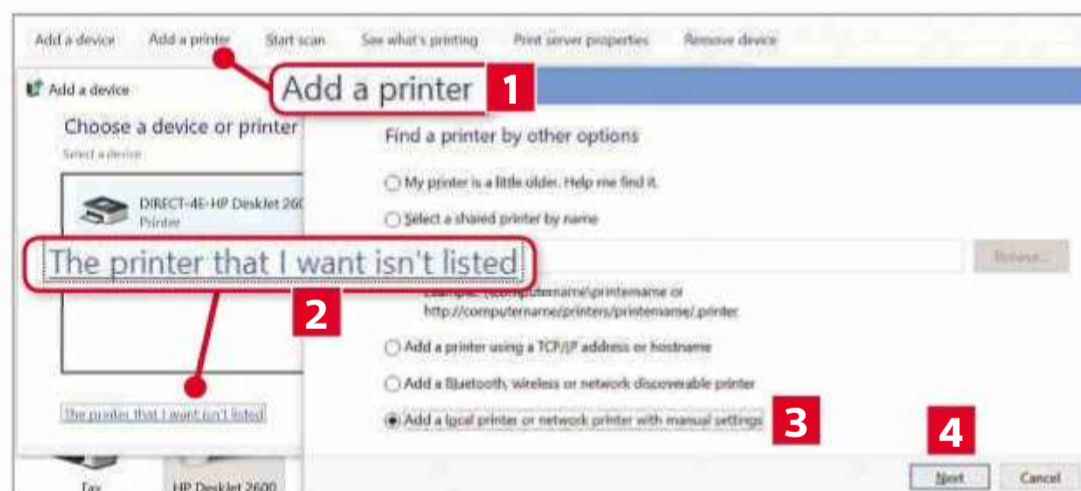 Add a device Add a printer Start scan See what's printing Print server properties Remove device
Add a printer 1
Add a device
Choose a device or printer
Select a device
DIRECT-4E-HP DeskJet 260
Printer
The printer that I want isn't listed
2
The printer that I want isn't listed
Fax HP DeskJet 2600
Find a printer by other options
My printer is a little older. Help me find it.
Select a shared printer by name
Browse...
Example: \\computername\printername or
http://computername/printers/printername/.printer
Add a printer using a TCP/IP address or hostname
Add a Bluetooth, wireless or network discoverable printer
Add a local printer or network printer with manual settings 3
4
Next Cancel